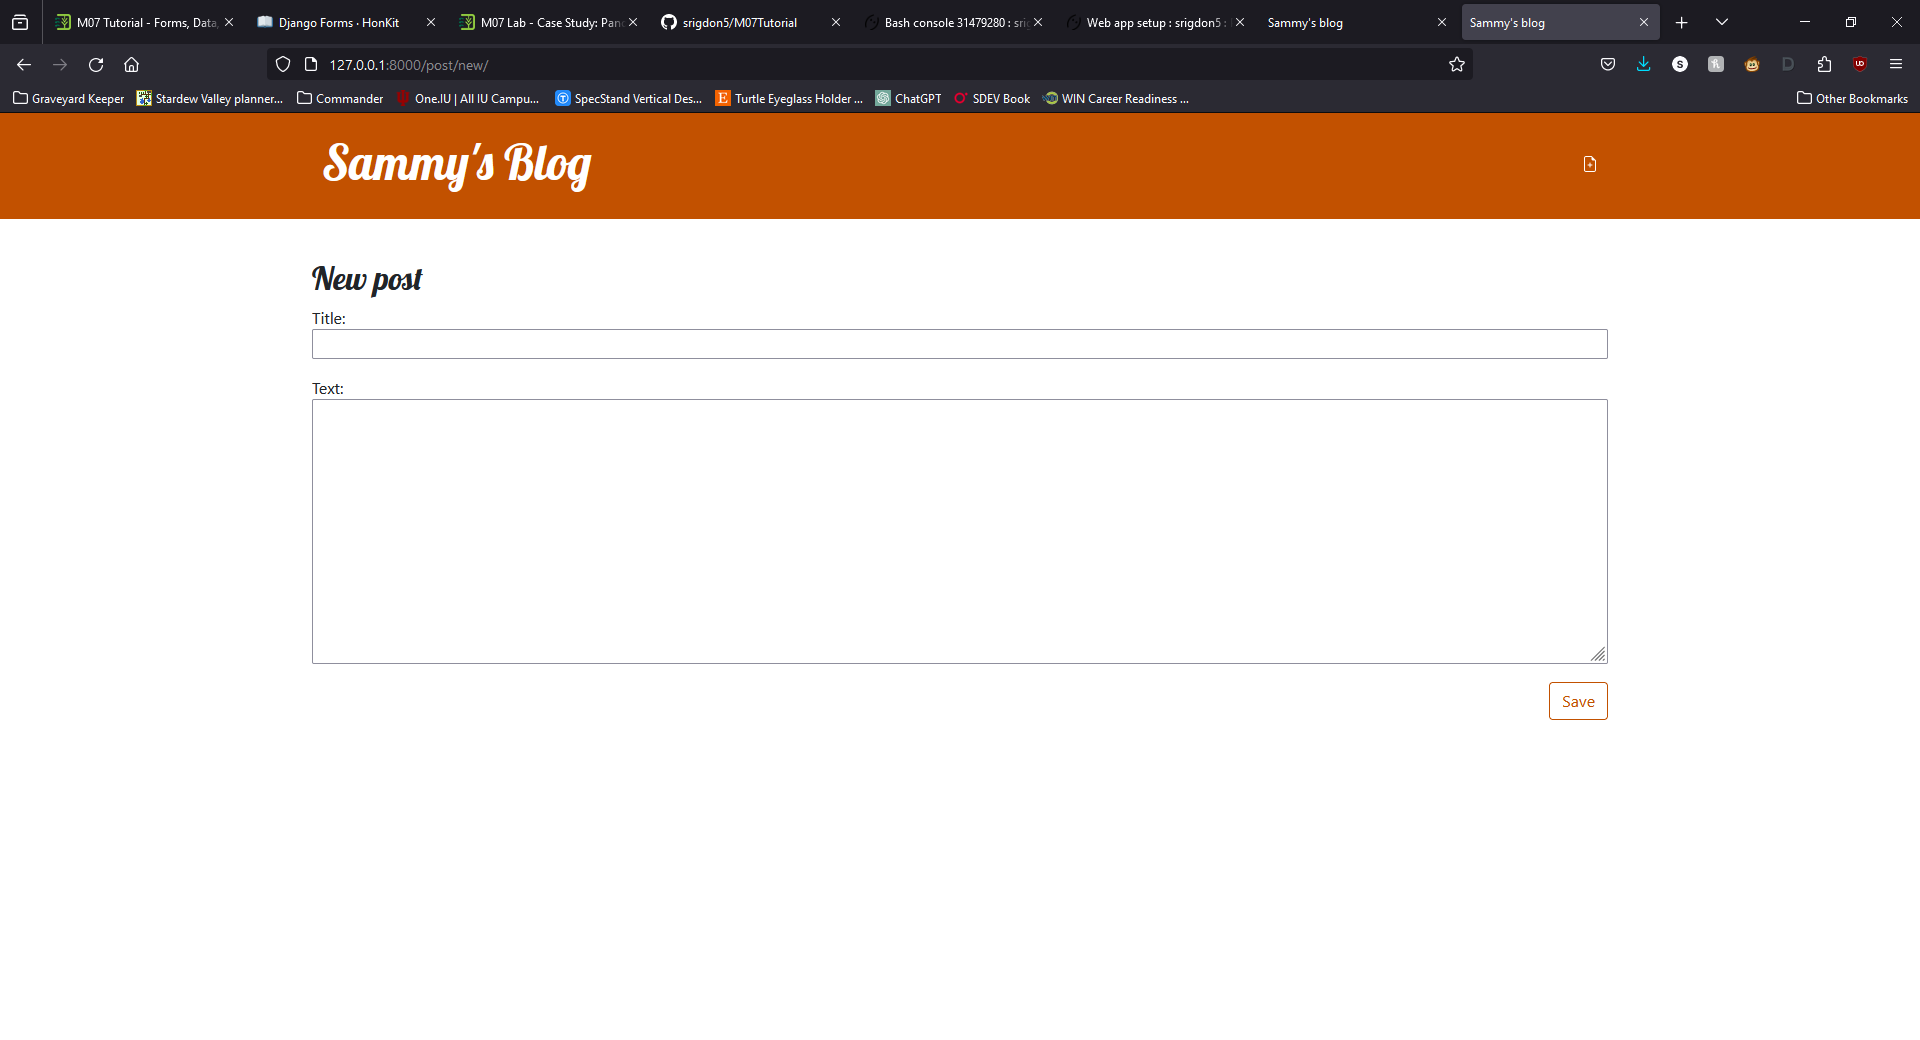 M07 Tutorial - Forms, Data,
Django Forms · HonKit
M07 Lab - Case Study: Pand
srigdon5/M07Tutorial
Bash console 31479280 : srig
Web app setup : srigdon5 :
Sammy's blog
Sammy's blog
127.0.0.1:8000/post/new/
S
D
UD
Graveyard Keeper
Stardew Valley planner...
Commander
One.IU | All IU Campu...
SpecStand Vertical Des...
E
Turtle Eyeglass Holder ...
ChatGPT
SDEV Book
WIN Career Readiness ...
Other Bookmarks
Sammy's Blog
New post
Title:
Text:
Save